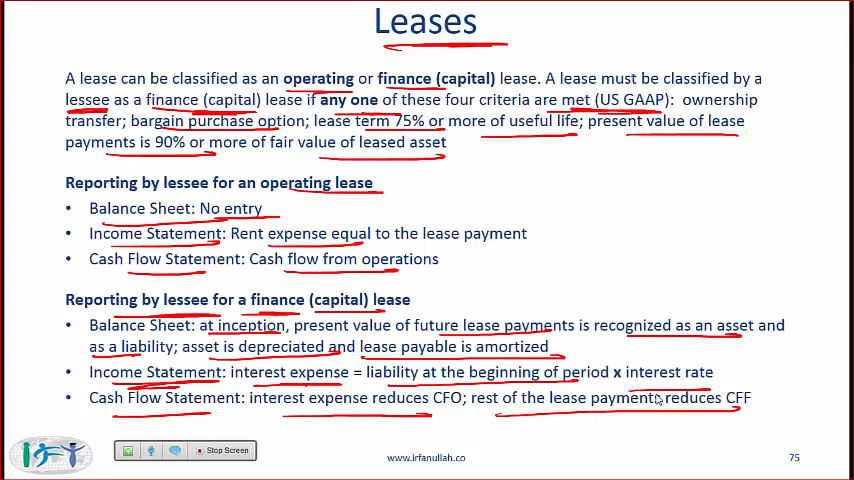 Leases
A lease can be classified as an operating or finance (capital) lease. A lease must be classified by a
lessee as a finance (capital) lease if any one of these four criteria are met (US GAAP): ownership
transfer; bargain purchase option; lease term 75% or more of useful life; present value of lease
payments is 90% or more of fair value of leased asset
Reporting by lessee for an operating lease
• Balance Sheet: No entry
• Income Statement: Rent expense equal to the lease payment
• Cash Flow Statement: Cash flow from operations
Reporting by lessee for a finance (capital) lease
• Balance Sheet: at inception, present value of future lease payments is recognized as an asset and
as a liability; asset is depreciated and lease payable is amortized
• Income Statement: interest expense = liability at the beginning of period x interest rate
• Cash Flow Statement: interest expense reduces CFO; rest of the lease payment reduces CFF
Stop Screen
www.irfanullah.co
75